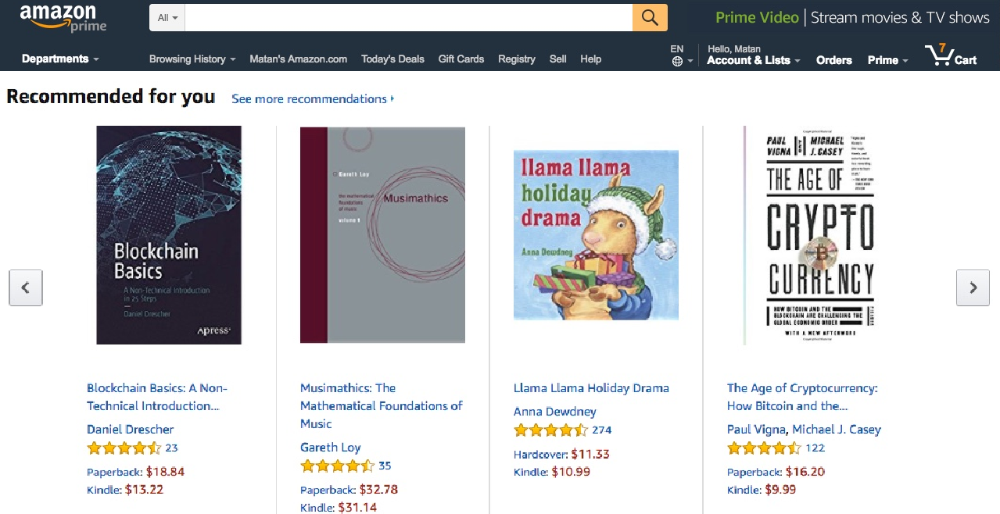 amazon
prime
All
Prime Video | Stream movies & TV shows
Departments
Browsing History
Matan's Amazon.com
Today's Deals
Gift Cards
Registry
Sell
Help
EN
Hello, Matan
Account & Lists
Orders
Prime
7
Cart
Recommended for you
See more recommendations
Blockchain
Basics
A Non-Technical Introduction
in 25 Steps
Daniel Drescher
Apress
Gareth Loy
the mathematical
foundations
of music
volume 1
Musimathics
llama llama
holiday
drama
Anna Dewdney
PAUL VIGNA AND MICHAEL J. CASEY
THE AGE OF
CRYPTO
CURRENCY
HOW BITCOIN AND THE
BLOCKCHAIN ARE CHALLENGING THE
GLOBAL ECONOMIC ORDER
WITH A NEW AFTERWORD
Blockchain Basics: A Non-
Technical Introduction...
Daniel Drescher
23
Paperback: $18.84
Kindle: $13.22
Musimathics: The
Mathematical Foundations of
Music
Gareth Loy
35
Paperback: $32.78
Kindle: $31.14
Llama Llama Holiday Drama
Anna Dewdney
274
Hardcover: $11.33
Kindle: $10.99
The Age of Cryptocurrency:
How Bitcoin and the...
Paul Vigna, Michael J. Casey
122
Paperback: $16.20
Kindle: $9.99